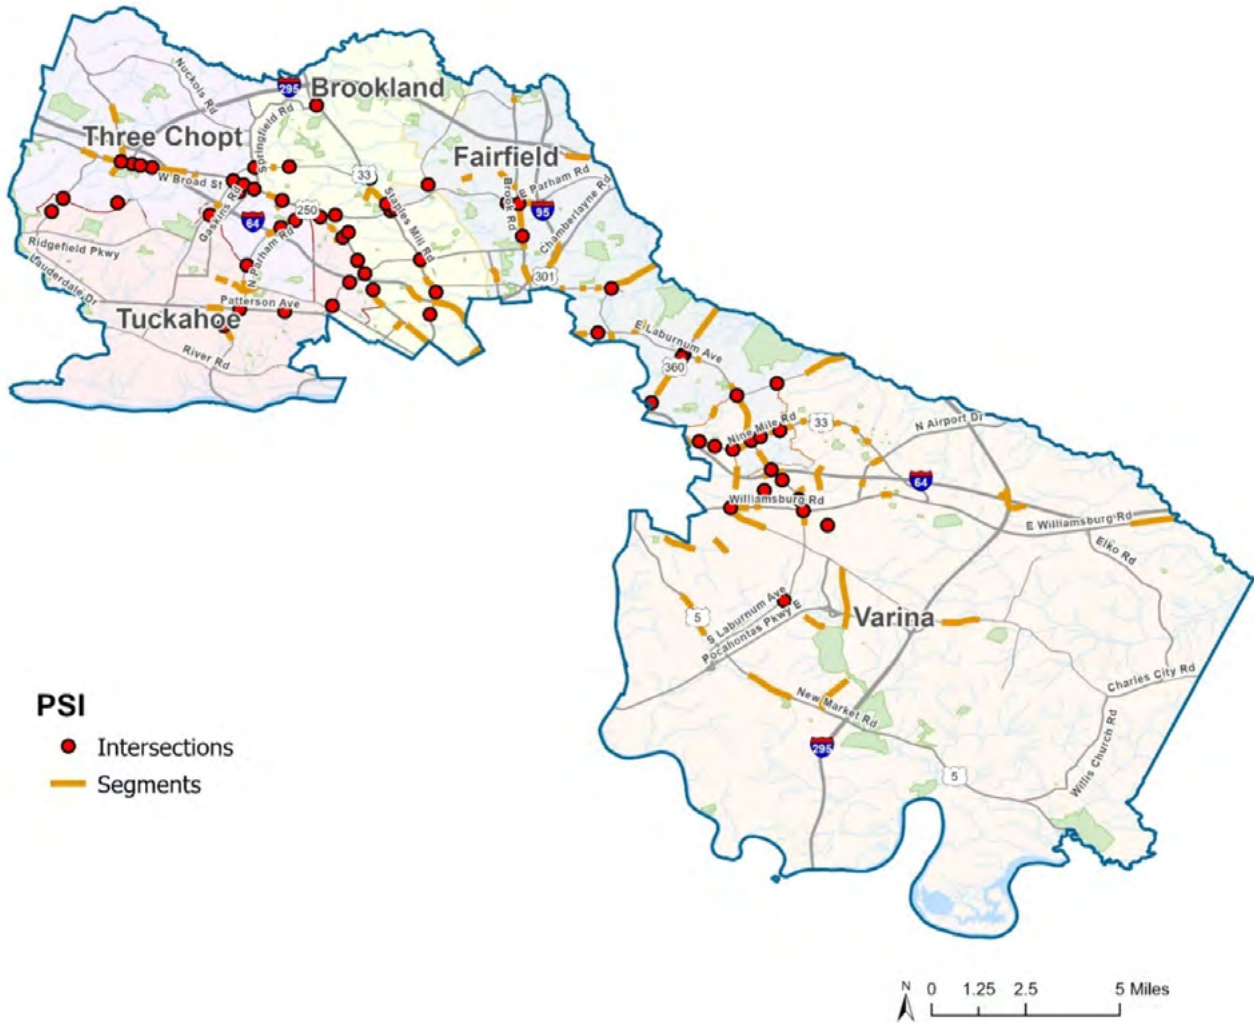 Nuckols Rd
295
Brookland
Springfield Rd
Three Chopt
Fairfield
33
W Broad St
E Parham Rd
Staples Mill Rd
Brook Rd
95
Chamberlayne Rd
Gaskins Rd
250
64
N Parham Rd
Ridgefield Pkwy
Lauderdale Dr
301
Patterson Ave
Tuckahoe
River Rd
E Laburnum Ave
360
Nine Mile Rd
33
N Airport Dr
64
Williamsburg Rd
E Williamsburg Rd
Elko Rd
S Laburnum Ave
Pocahontas Pkwy E
5
Varina
Charles City Rd
New Market Rd
295
Willis Church Rd
5
PSI
Intersections
Segments
N
0 1.25 2.5 5 Miles